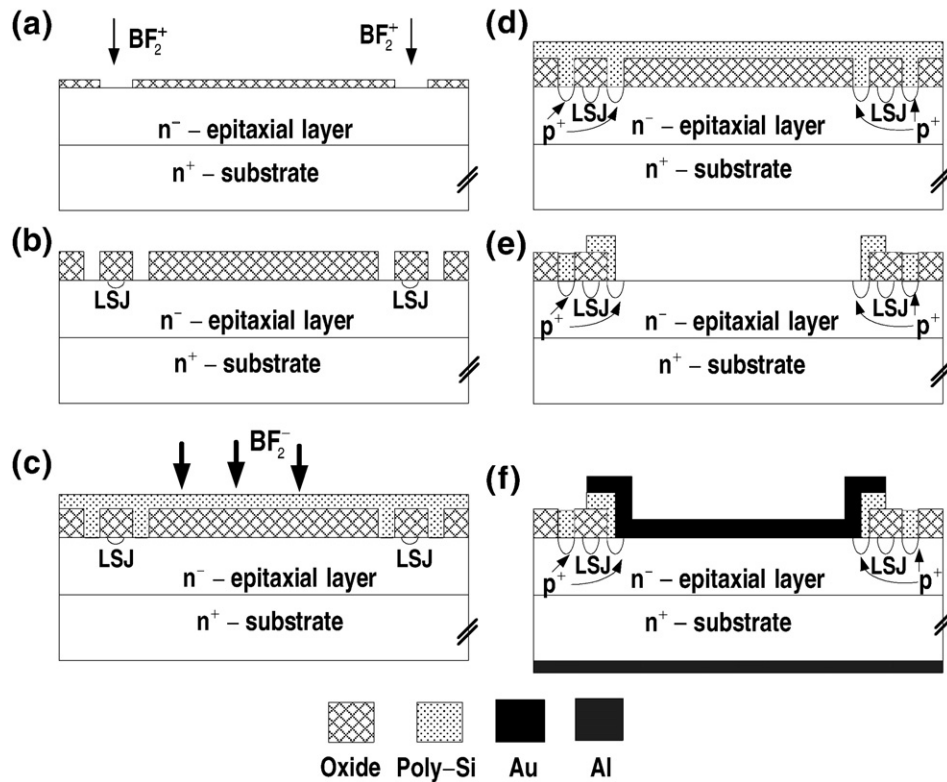 (a)
BF₂⁺
BF₂⁺
n⁻ – epitaxial layer
n⁺ – substrate
(b)
LSJ
LSJ
n⁻ – epitaxial layer
n⁺ – substrate
(c)
BF₂⁻
LSJ
LSJ
n⁻ – epitaxial layer
n⁺ – substrate
(d)
LSJ
LSJ
p⁺
n⁻ – epitaxial layer
p⁺
n⁺ – substrate
(e)
LSJ
LSJ
p⁺
n⁻ – epitaxial layer
p⁺
n⁺ – substrate
(f)
LSJ
LSJ
p⁺
n⁻ – epitaxial layer
p⁺
n⁺ – substrate
Oxide
Poly–Si
Au
Al